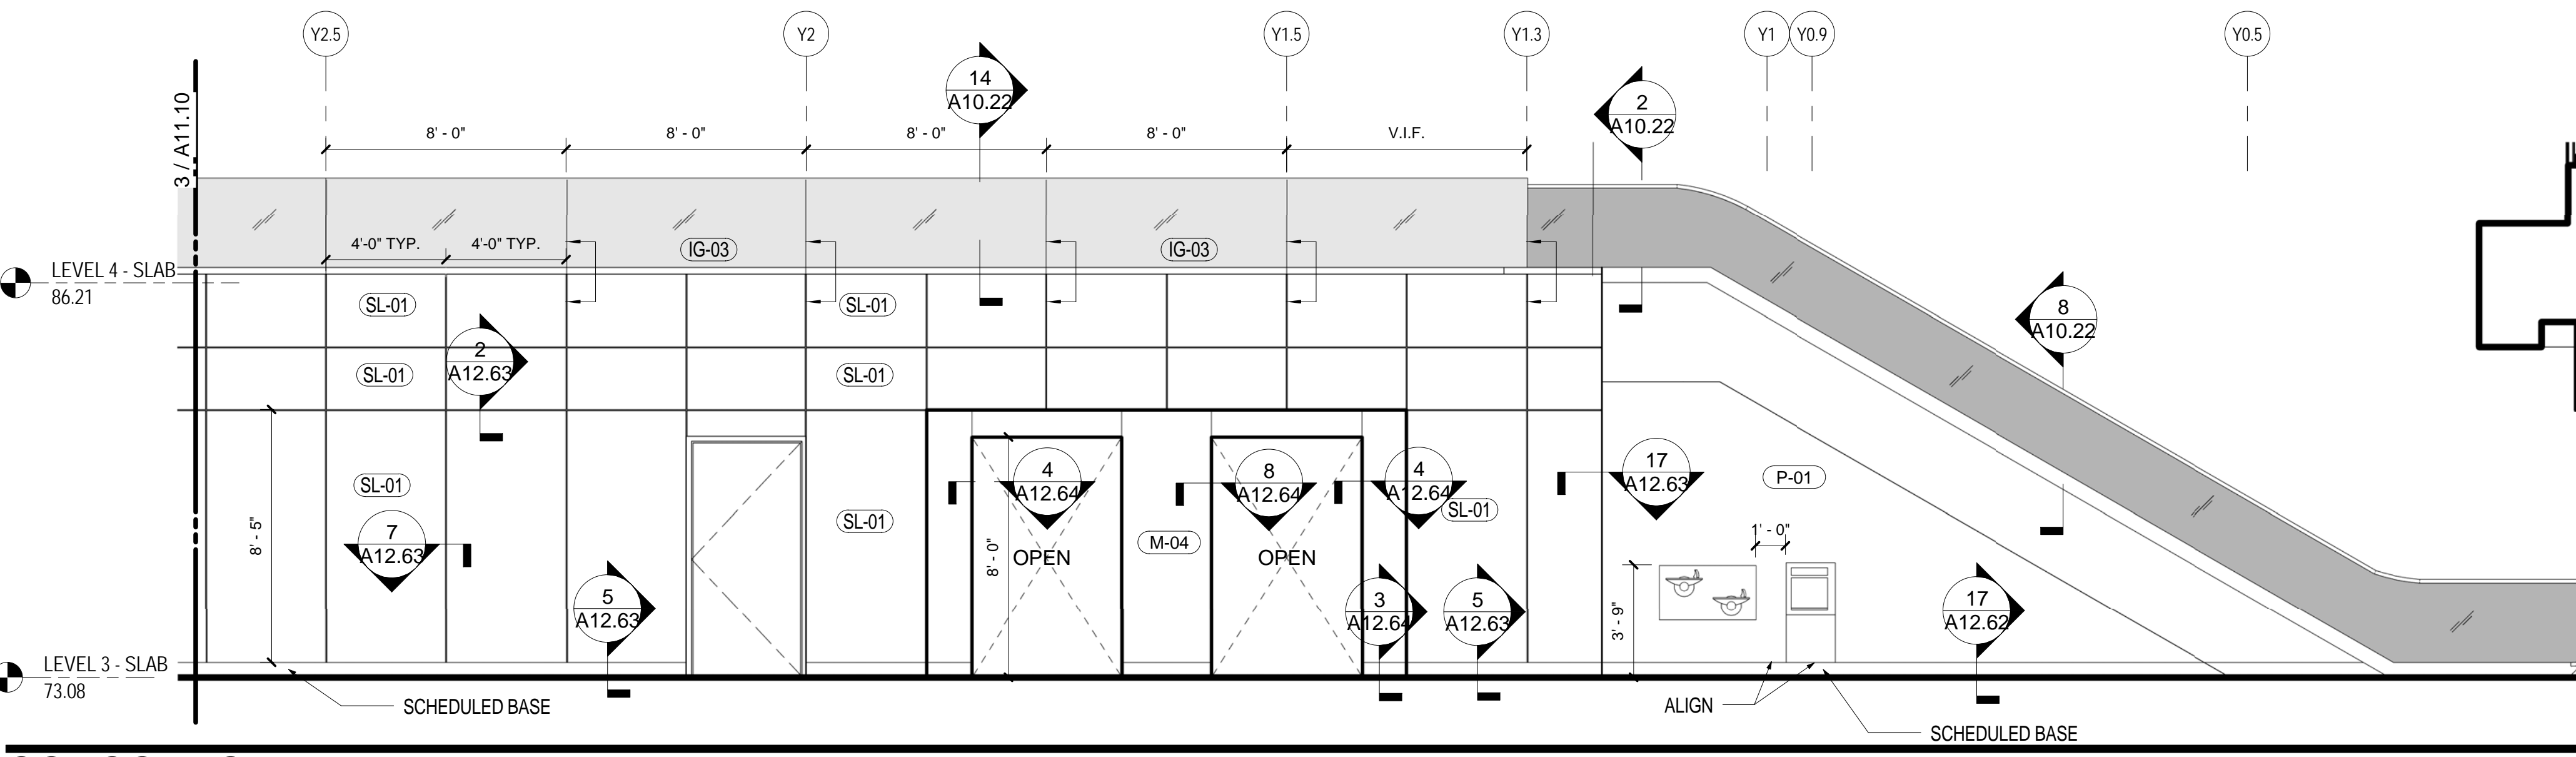 Y2.5
Y2
Y1.5
Y1.3
Y1
Y0.9
Y0.5
14
A10.22
2
A10.22
3 / A11.10
8' - 0"
8' - 0"
8' - 0"
8' - 0"
V.I.F.
4'-0" TYP.
4'-0" TYP.
IG-03
IG-03
LEVEL 4 - SLAB
86.21
SL-01
SL-01
8
A10.22
2
A12.63
SL-01
SL-01
SL-01
7
A12.63
8' - 5"
SL-01
4
A12.64
8
A12.64
4
A12.64
SL-01
17
A12.63
P-01
8' - 0"
OPEN
M-04
OPEN
1' - 0"
3' - 9"
5
A12.63
3
A12.64
5
A12.63
17
A12.62
LEVEL 3 - SLAB
73.08
SCHEDULED BASE
ALIGN
SCHEDULED BASE